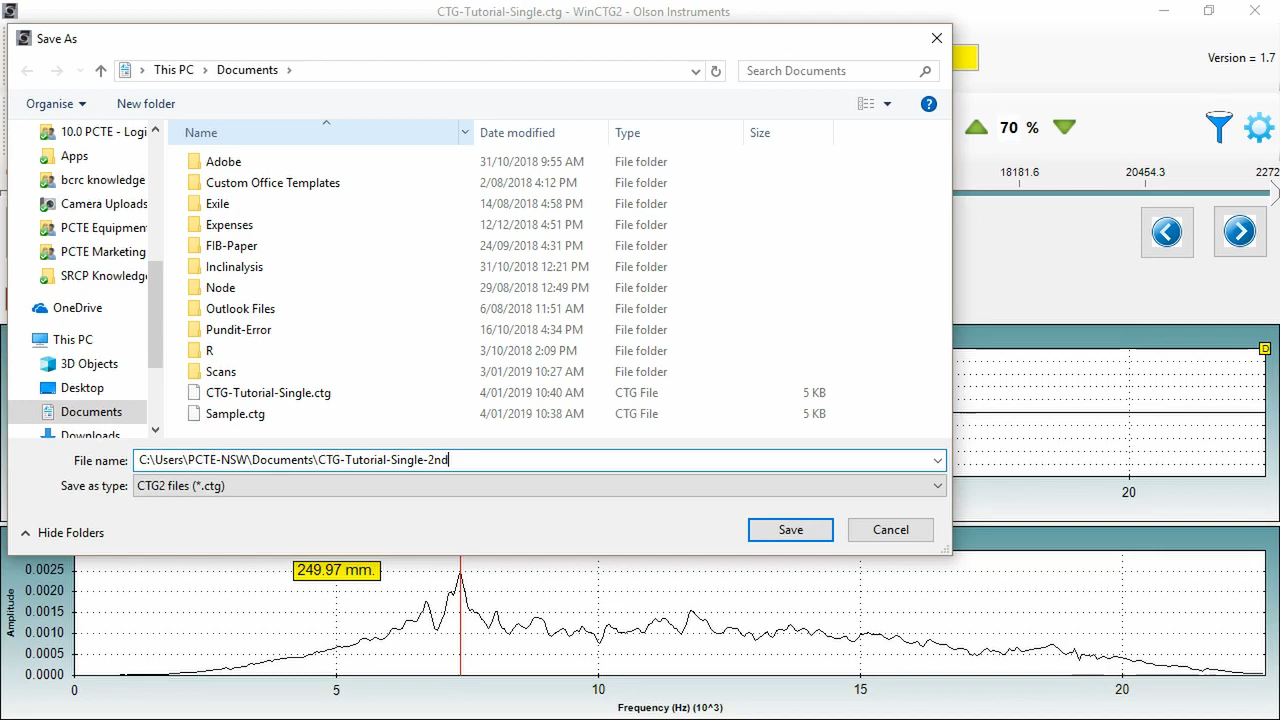 CTG-Tutorial-Single.ctg - WinCTG2 - Olson Instruments
Save As
This PC
Documents
Search Documents
Version = 1.7
Organise
New folder
70 %
Name
Date modified
Type
Size
18181.6
20454.3
2272
10.0 PCTE - Logi
Apps
bcrc knowledge
Camera Uploads
PCTE Equipmen
PCTE Marketing
SRCP Knowledge
OneDrive
This PC
3D Objects
Desktop
Documents
Downloads
Adobe 31/10/2018 9:55 AM File folder
Custom Office Templates 2/08/2018 4:12 PM File folder
Exile 14/08/2018 4:58 PM File folder
Expenses 12/12/2018 4:51 PM File folder
FIB-Paper 24/09/2018 4:31 PM File folder
Inclinalysis 31/10/2018 12:21 PM File folder
Node 29/08/2018 12:49 PM File folder
Outlook Files 6/08/2018 11:51 AM File folder
Pundit-Error 16/10/2018 4:34 PM File folder
R 3/10/2018 2:09 PM File folder
Scans 3/01/2019 10:27 AM File folder
CTG-Tutorial-Single.ctg 4/01/2019 10:40 AM CTG File 5 KB
Sample.ctg 4/01/2019 10:38 AM CTG File 5 KB
D
File name: C:\Users\PCTE-NSW\Documents\CTG-Tutorial-Single-2nd
Save as type: CTG2 files (*.ctg)
20
Hide Folders
Save
Cancel
249.97 mm.
Amplitude
0.0025
0.0020
0.0015
0.0010
0.0005
0.0000
0 5 10 15 20
Frequency (Hz) (10^3)